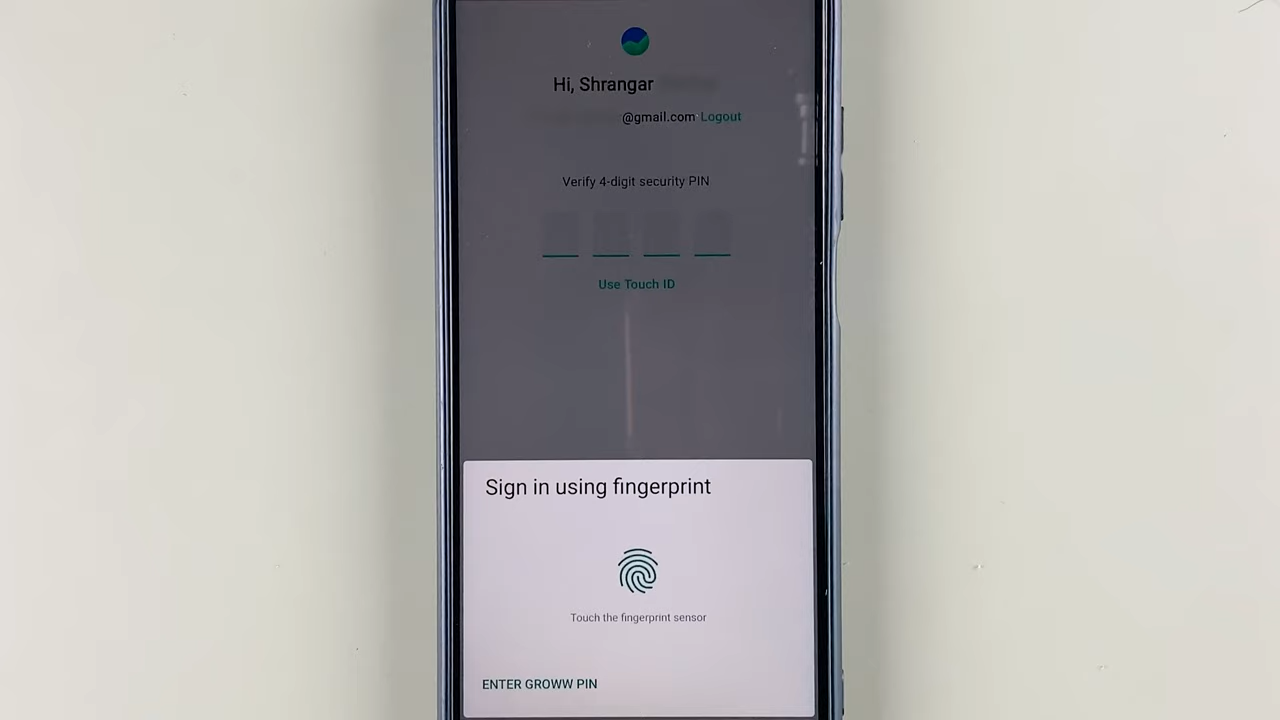 Hi, Shrangar
@gmail.com Logout
Verify 4-digit security PIN
Use Touch ID
Sign in using fingerprint
Touch the fingerprint sensor
ENTER GROWW PIN